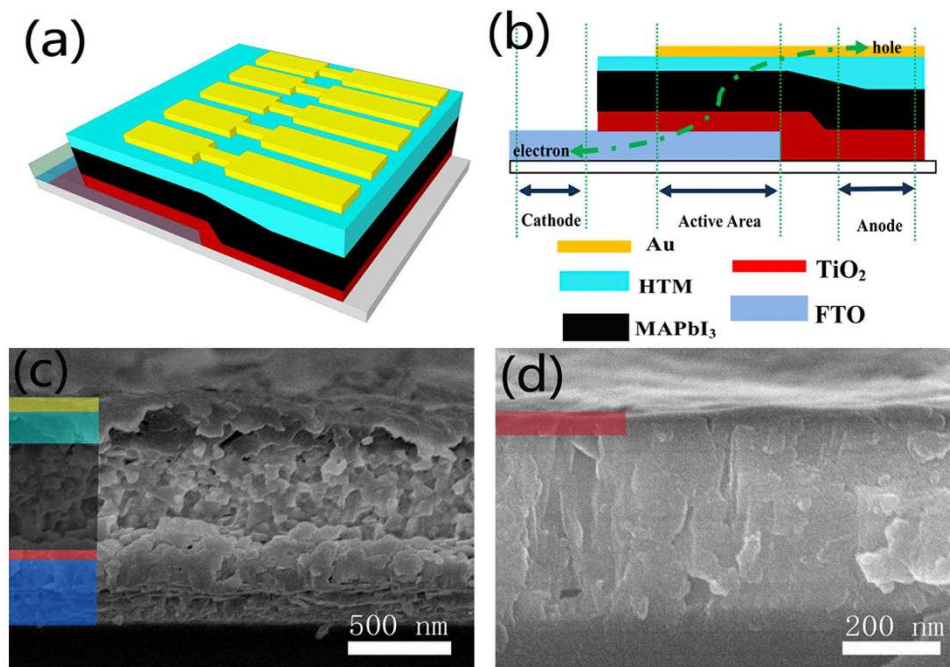 (a)
(b)
hole
electron
Cathode
Active Area
Anode
Au
HTM
MAPbI₃
TiO₂
FTO
(c)
500 nm
(d)
200 nm